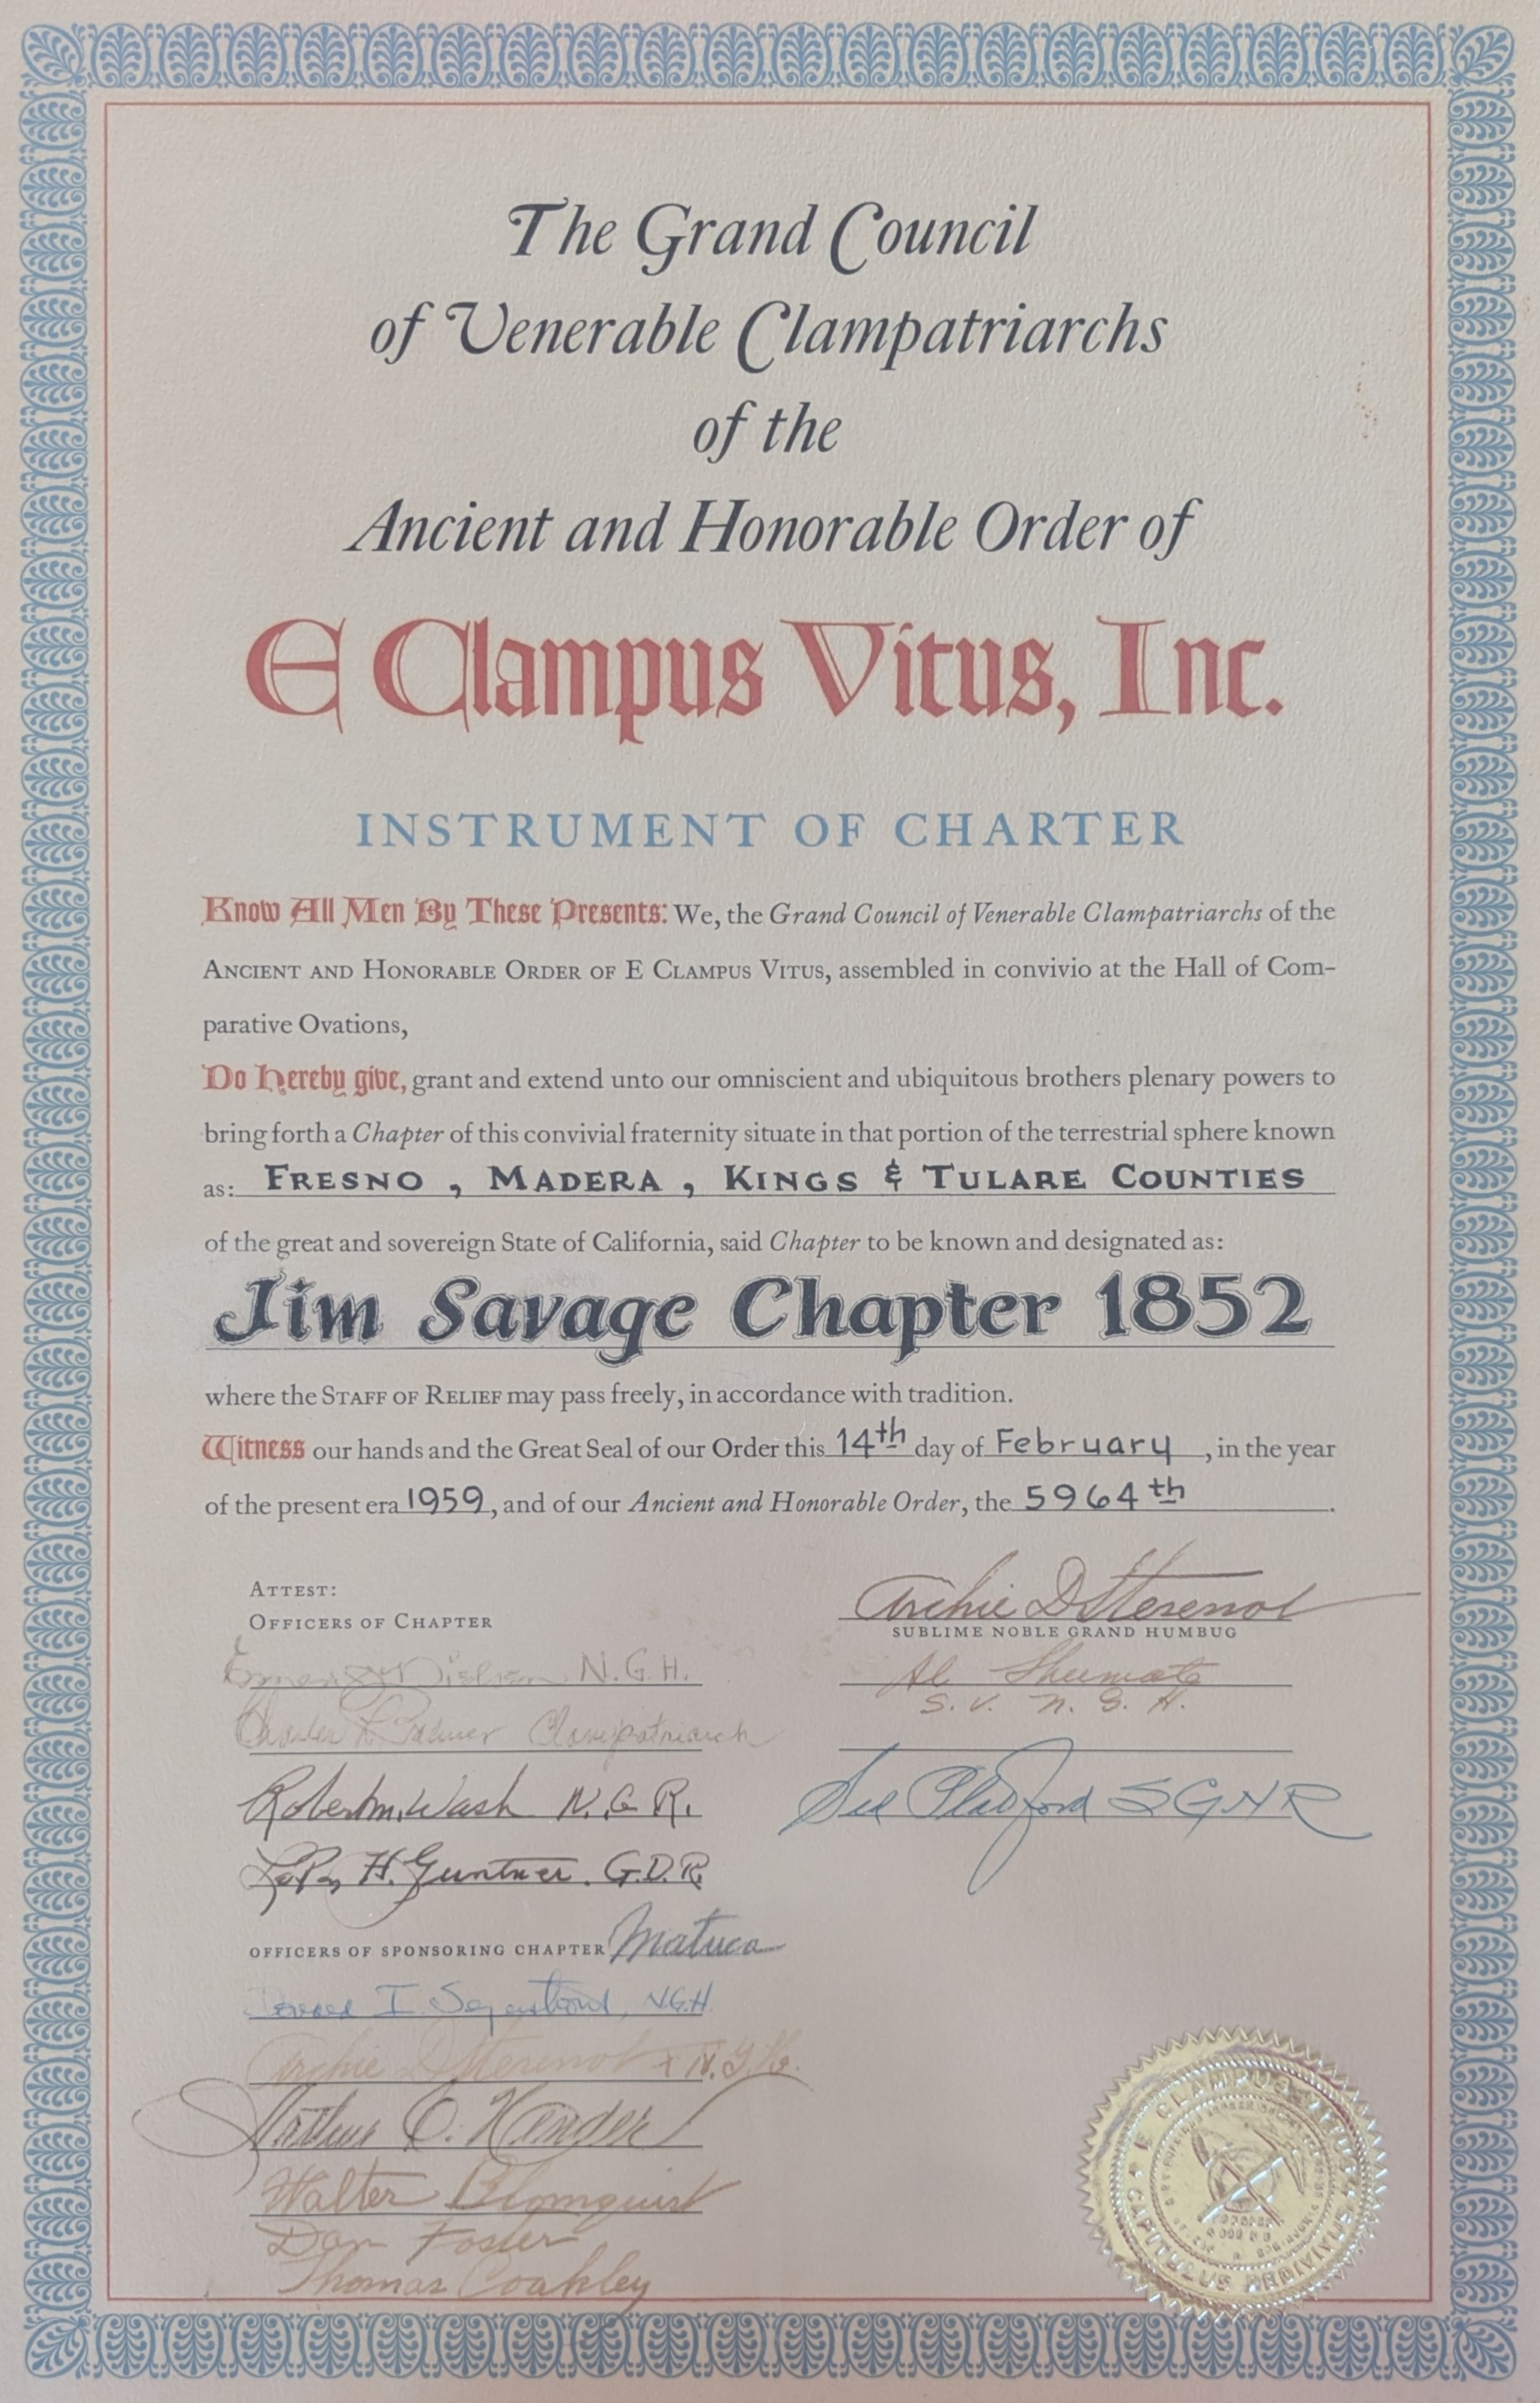 The Grand Council
of Venerable Clampatriarchs
of the
Ancient and Honorable Order of
E Clampus Vitus, Inc.
INSTRUMENT OF CHARTER
Know All Men By These Presents: We, the Grand Council of Venerable Clampatriarchs of the
Ancient and Honorable Order of E Clampus Vitus, assembled in convivio at the Hall of Com-
parative Ovations,
Do hereby give, grant and extend unto our omniscient and ubiquitous brothers plenary powers to
bring forth a Chapter of this convivial fraternity situate in that portion of the terrestrial sphere known
as: FRESNO, MADERA, KINGS & TULARE COUNTIES
of the great and sovereign State of California, said Chapter to be known and designated as:
Jim Savage Chapter 1852
where the Staff of Relief may pass freely, in accordance with tradition.
Witness our hands and the Great Seal of our Order this 14th day of February, in the year
of the present era 1959, and of our Ancient and Honorable Order, the 5964th.
Attest:
Officers of Chapter
N.G.H.
Charles L. Palmer Clampatriarch
Robert M. Wash N.G.R.
LeRoy H. Guntner. G.D.R.
OFFICERS OF SPONSORING CHAPTER Matuca
N.G.H.
Archie D Sterenot X N.G.H.
Arthur C.
Walter Blomquist
Dan Foster
Thomas Coakley
Archie D Sterenot
SUBLIME NOBLE GRAND HUMBUG
Al Shumate
S. V. N. G. H.
SGNR
E CLAMPUS VITUS